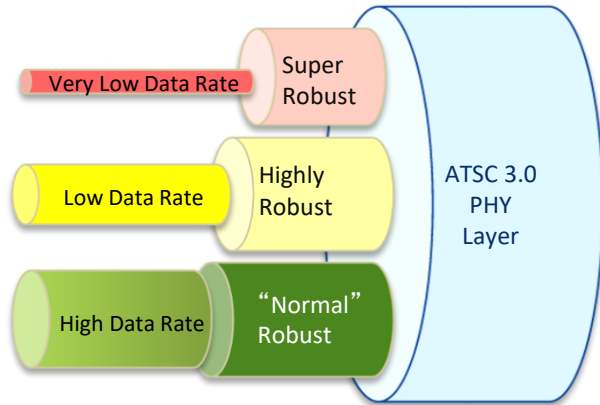 Very Low Data Rate
Super
Robust
Low Data Rate
Highly
Robust
High Data Rate
“Normal”
Robust
ATSC 3.0
PHY
Layer